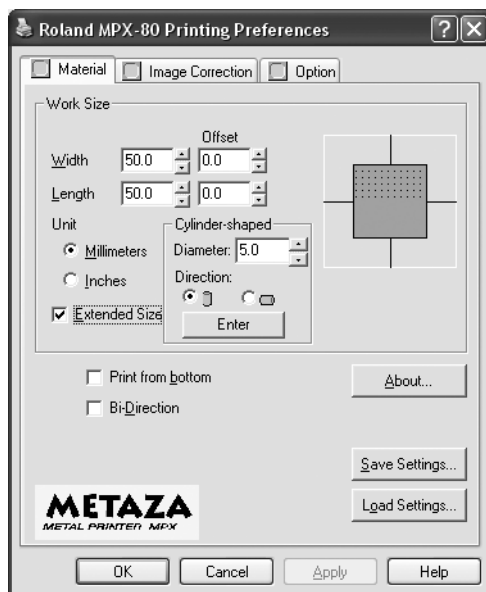 Roland MPX-80 Printing Preferences
Material Image Correction Option
Work Size
Offset
Width 50.0 0.0
Length 50.0 0.0
Unit
Millimeters
Inches
Extended Size
Cylinder-shaped
Diameter: 5.0
Direction:
Enter
Print from bottom
Bi-Direction
About...
Save Settings...
Load Settings...
METAZA
METAL PRINTER MPX
OK Cancel Apply Help